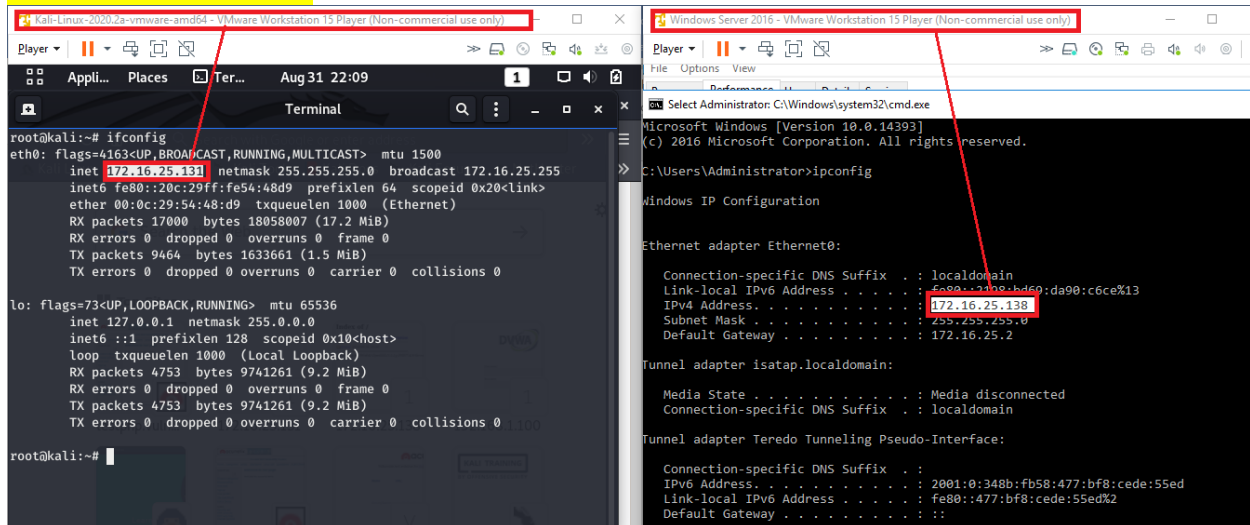 Kali-Linux-2020.2a-vmware-amd64 - VMware Workstation 15 Player (Non-commercial use only)
Player
Appli... Places Ter... Aug 31 22:09 1
Terminal
root@kali:~# ifconfig
eth0: flags=4163<UP,BROADCAST,RUNNING,MULTICAST> mtu 1500
inet 172.16.25.131 netmask 255.255.255.0 broadcast 172.16.25.255
inet6 fe80::20c:29ff:fe54:48d9 prefixlen 64 scopeid 0x20<link>
ether 00:0c:29:54:48:d9 txqueuelen 1000 (Ethernet)
RX packets 17000 bytes 18058007 (17.2 MiB)
RX errors 0 dropped 0 overruns 0 frame 0
TX packets 9464 bytes 1633661 (1.5 MiB)
TX errors 0 dropped 0 overruns 0 carrier 0 collisions 0
lo: flags=73<UP,LOOPBACK,RUNNING> mtu 65536
inet 127.0.0.1 netmask 255.0.0.0
inet6 ::1 prefixlen 128 scopeid 0x10<host>
loop txqueuelen 1000 (Local Loopback)
RX packets 4753 bytes 9741261 (9.2 MiB)
RX errors 0 dropped 0 overruns 0 frame 0
TX packets 4753 bytes 9741261 (9.2 MiB)
TX errors 0 dropped 0 overruns 0 carrier 0 collisions 0
root@kali:~#
Windows Server 2016 - VMware Workstation 15 Player (Non-commercial use only)
Player
File Options View
Performance
Select Administrator: C:\Windows\system32\cmd.exe
Microsoft Windows [Version 10.0.14393]
(c) 2016 Microsoft Corporation. All rights reserved.
C:\Users\Administrator>ipconfig
Windows IP Configuration
Ethernet adapter Ethernet0:
Connection-specific DNS Suffix . : localdomain
Link-local IPv6 Address . . . . . : fe80::2198:bd69:da90:c6ce%13
IPv4 Address. . . . . . . . . . . : 172.16.25.138
Subnet Mask . . . . . . . . . . . : 255.255.255.0
Default Gateway . . . . . . . . . : 172.16.25.2
Tunnel adapter isatap.localdomain:
Media State . . . . . . . . . . . : Media disconnected
Connection-specific DNS Suffix . : localdomain
Tunnel adapter Teredo Tunneling Pseudo-Interface:
Connection-specific DNS Suffix . :
IPv6 Address. . . . . . . . . . . : 2001:0:348b:fb58:477:bf8:cede:55ed
Link-local IPv6 Address . . . . . : fe80::477:bf8:cede:55ed%2
Default Gateway . . . . . . . . . : ::